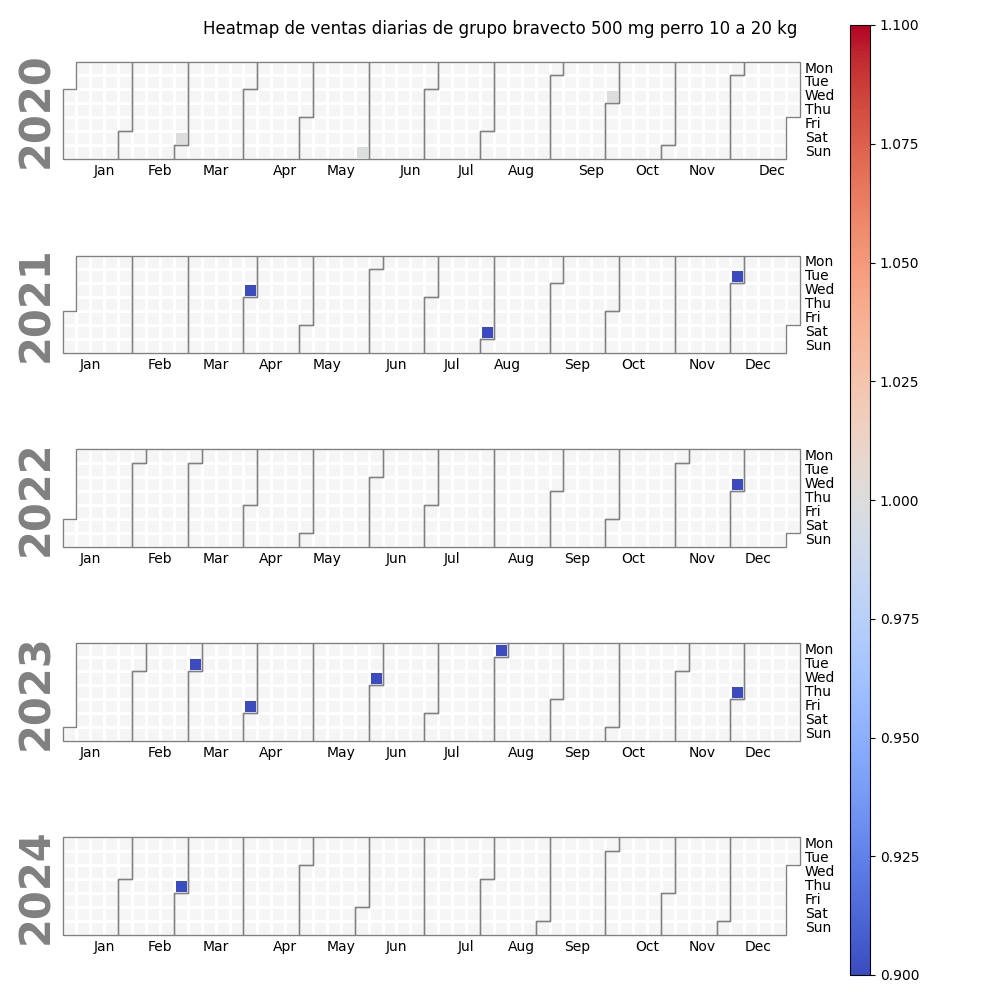 Heatmap de ventas diarias de grupo bravecto 500 mg perro 10 a 20 kg
2020
Mon
Tue
Wed
Thu
Fri
Sat
Sun
Jan Feb Mar Apr May Jun Jul Aug Sep Oct Nov Dec
2021
Mon
Tue
Wed
Thu
Fri
Sat
Sun
Jan Feb Mar Apr May Jun Jul Aug Sep Oct Nov Dec
2022
Mon
Tue
Wed
Thu
Fri
Sat
Sun
Jan Feb Mar Apr May Jun Jul Aug Sep Oct Nov Dec
2023
Mon
Tue
Wed
Thu
Fri
Sat
Sun
Jan Feb Mar Apr May Jun Jul Aug Sep Oct Nov Dec
2024
Mon
Tue
Wed
Thu
Fri
Sat
Sun
Jan Feb Mar Apr May Jun Jul Aug Sep Oct Nov Dec
1.100
1.075
1.050
1.025
1.000
0.975
0.950
0.925
0.900